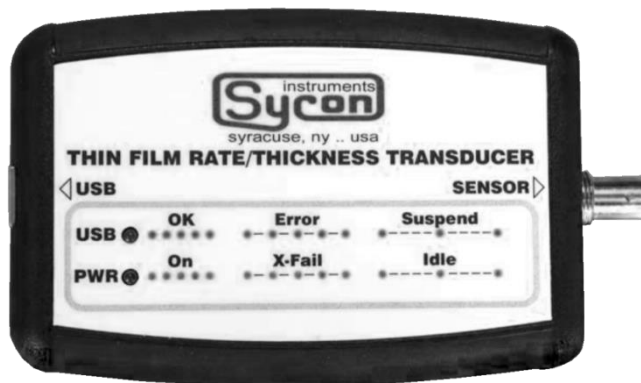 instruments
Sycon
syracuse, ny .. usa
THIN FILM RATE/THICKNESS TRANSDUCER
USB SENSOR
OK Error Suspend
USB
On X-Fail Idle
PWR